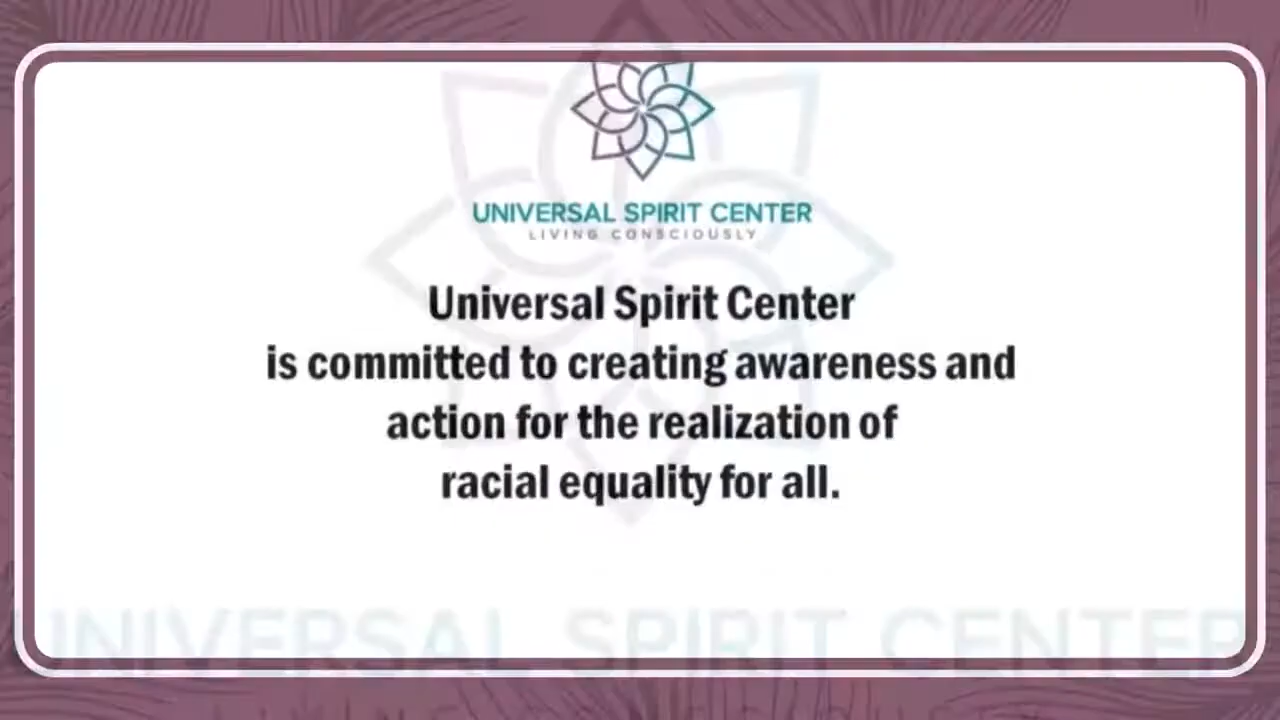 UNIVERSAL SPIRIT CENTER
LIVING CONSCIOUSLY
Universal Spirit Center
is committed to creating awareness and
action for the realization of
racial equality for all.
UNIVERSAL SPIRIT CENTER